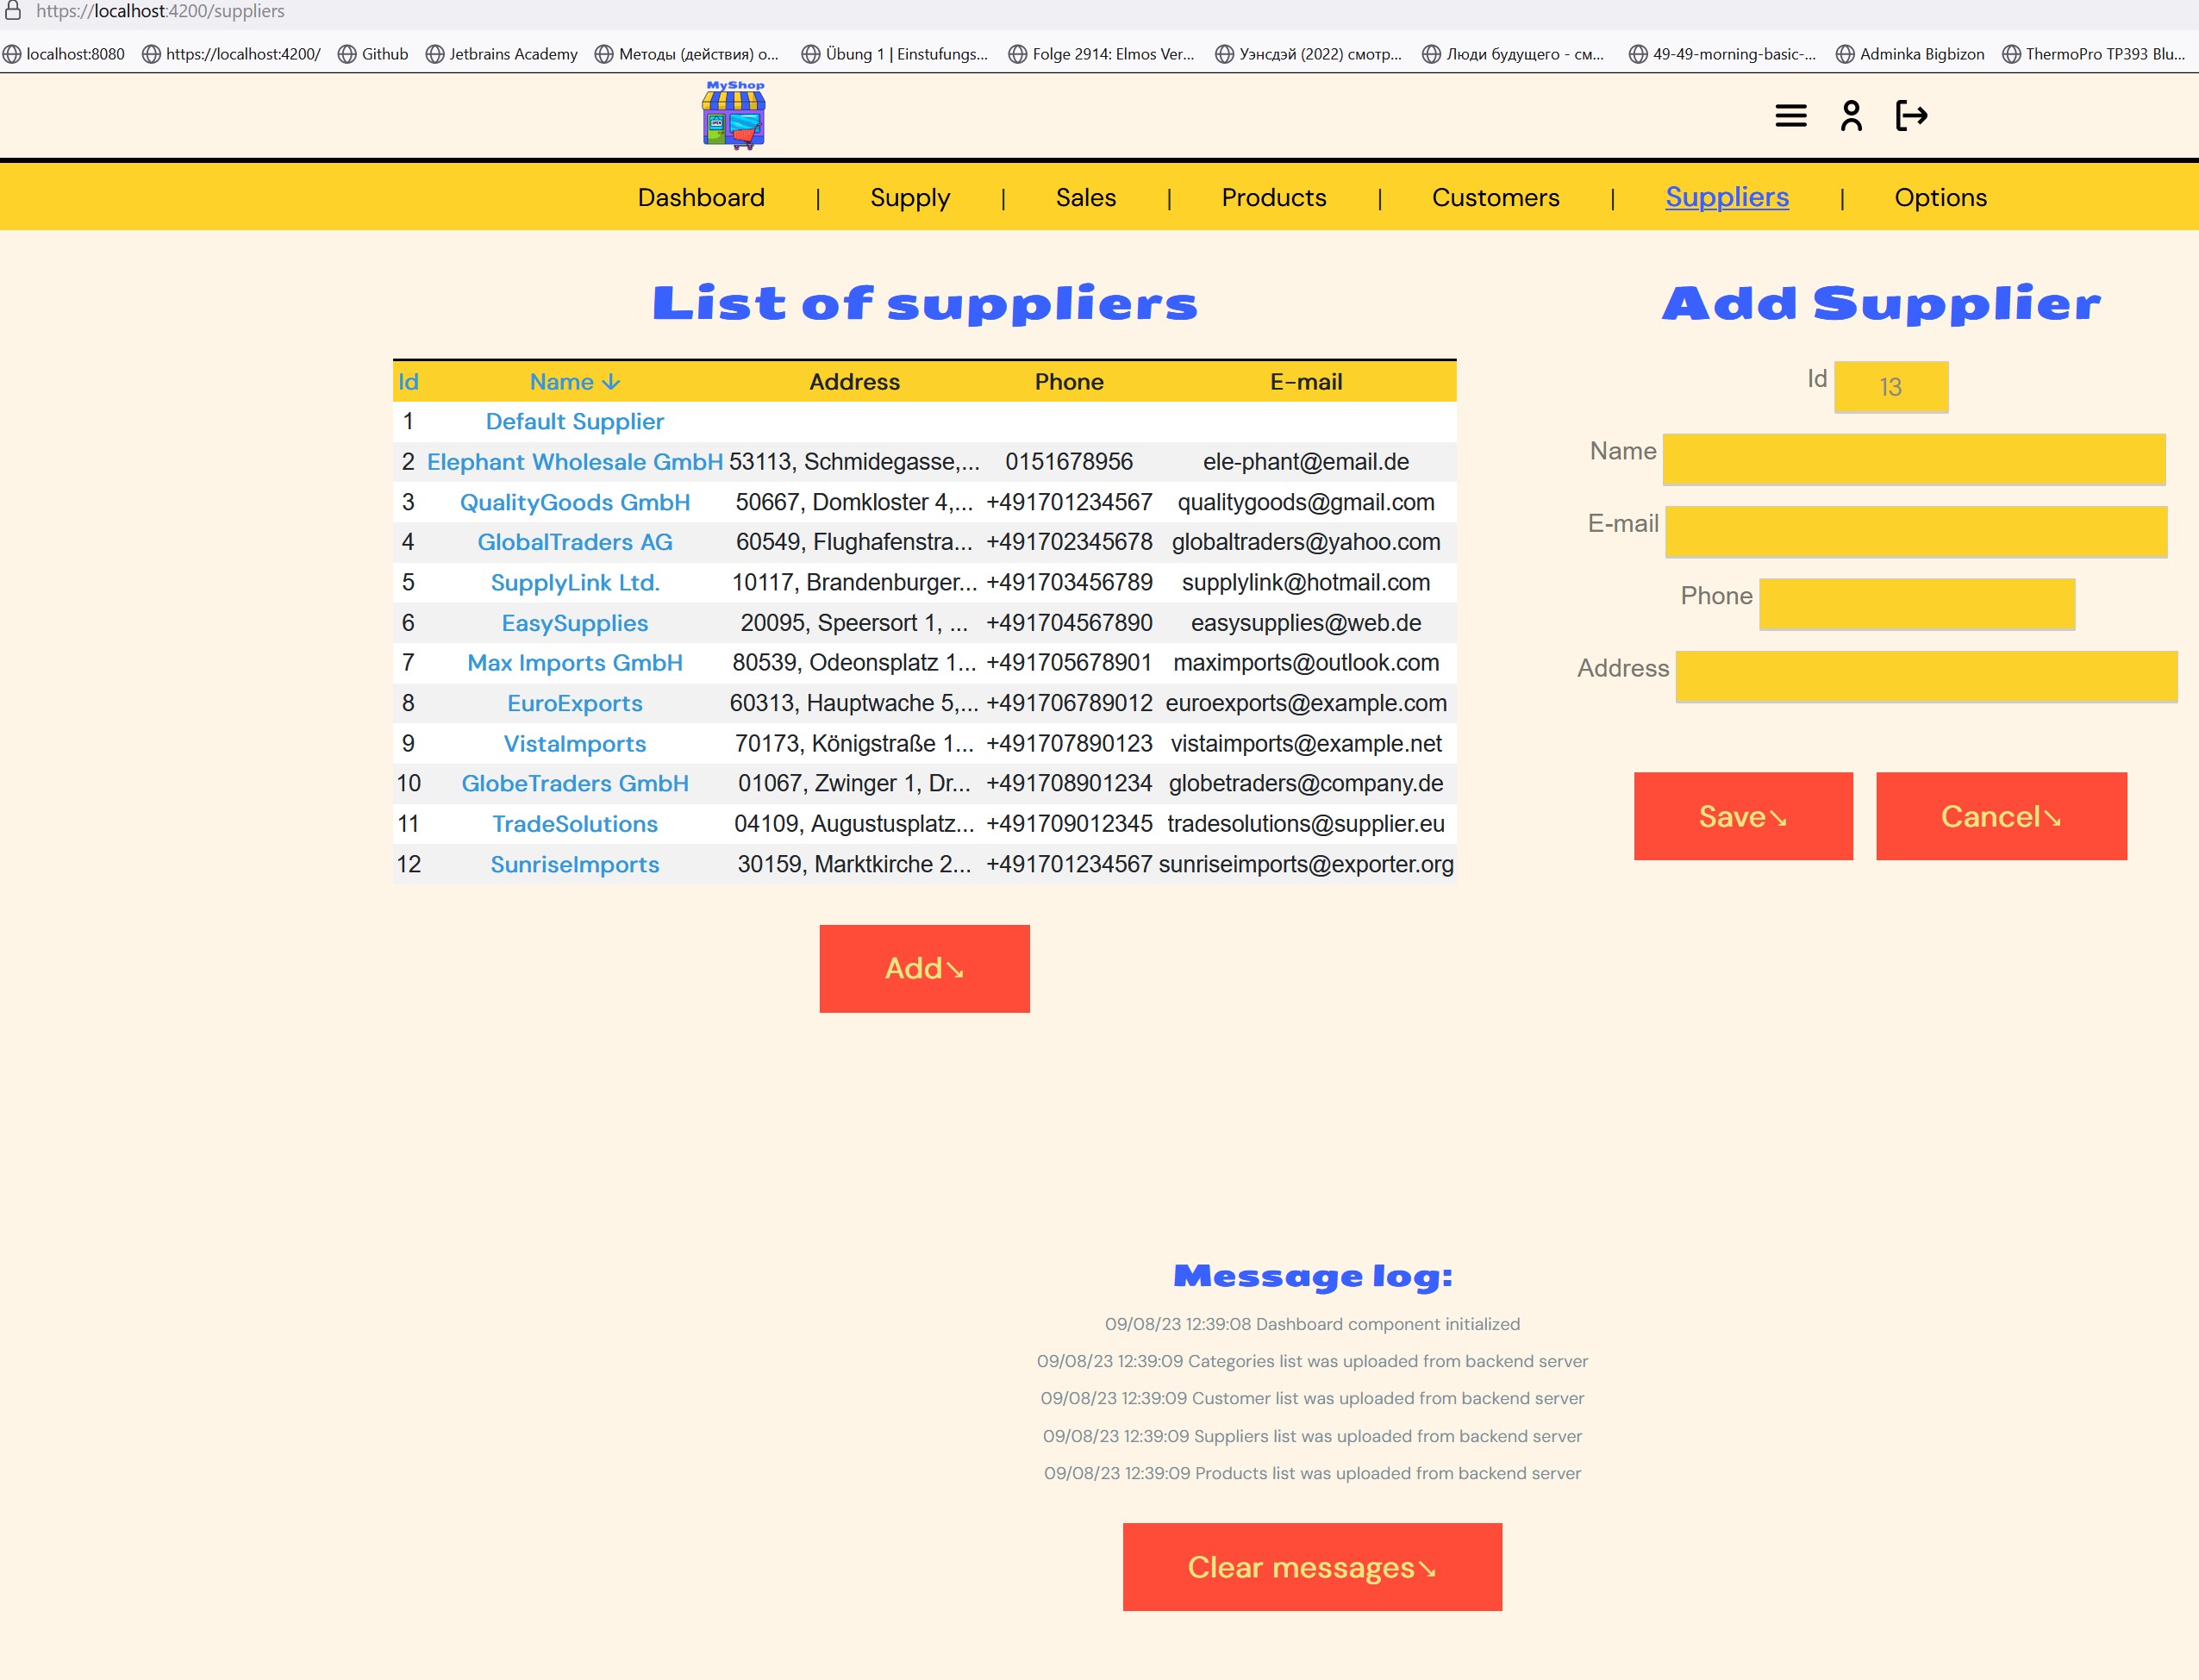 https://localhost:4200/suppliers
localhost:8080 https://localhost:4200/ Github Jetbrains Academy Методы (действия) о... Übung 1 | Einstufungs... Folge 2914: Elmos Ver... Уэнсдэй (2022) смотр... Люди будущего - см... 49-49-morning-basic-... Adminka Bigbizon ThermoPro TP393 Blu...
MyShop
OPEN
Dashboard | Supply | Sales | Products | Customers | Suppliers | Options
List of suppliers
Id Name ↓ Address Phone E-mail
1 Default Supplier
2 Elephant Wholesale GmbH 53113, Schmidegasse,... 0151678956 ele-phant@email.de
3 QualityGoods GmbH 50667, Domkloster 4,... +491701234567 qualitygoods@gmail.com
4 GlobalTraders AG 60549, Flughafenstra... +491702345678 globaltraders@yahoo.com
5 SupplyLink Ltd. 10117, Brandenburger... +491703456789 supplylink@hotmail.com
6 EasySupplies 20095, Speersort 1, ... +491704567890 easysupplies@web.de
7 Max Imports GmbH 80539, Odeonsplatz 1... +491705678901 maximports@outlook.com
8 EuroExports 60313, Hauptwache 5,... +491706789012 euroexports@example.com
9 VistaImports 70173, Königstraße 1... +491707890123 vistaimports@example.net
10 GlobeTraders GmbH 01067, Zwinger 1, Dr... +491708901234 globetraders@company.de
11 TradeSolutions 04109, Augustusplatz... +491709012345 tradesolutions@supplier.eu
12 SunriseImports 30159, Marktkirche 2... +491701234567 sunriseimports@exporter.org
Add↘
Add Supplier
Id 13
Name
E-mail
Phone
Address
Save↘ Cancel↘
Message log:
09/08/23 12:39:08 Dashboard component initialized
09/08/23 12:39:09 Categories list was uploaded from backend server
09/08/23 12:39:09 Customer list was uploaded from backend server
09/08/23 12:39:09 Suppliers list was uploaded from backend server
09/08/23 12:39:09 Products list was uploaded from backend server
Clear messages↘